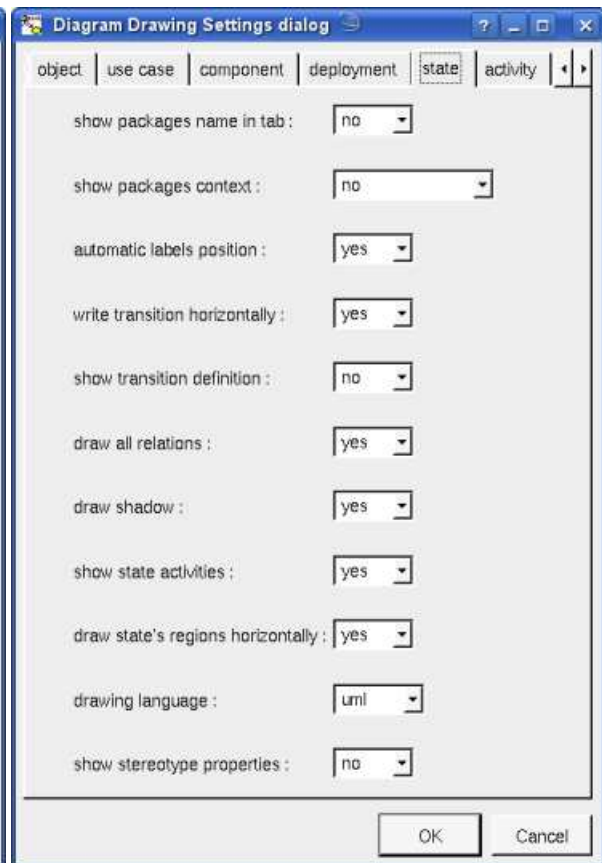 Diagram Drawing Settings dialog
object use case component deployment state activity
show packages name in tab : no
show packages context : no
automatic labels position : yes
write transition horizontally : yes
show transition definition : no
draw all relations : yes
draw shadow : yes
show state activities : yes
draw state's regions horizontally : yes
drawing language : uml
show stereotype properties : no
OK Cancel